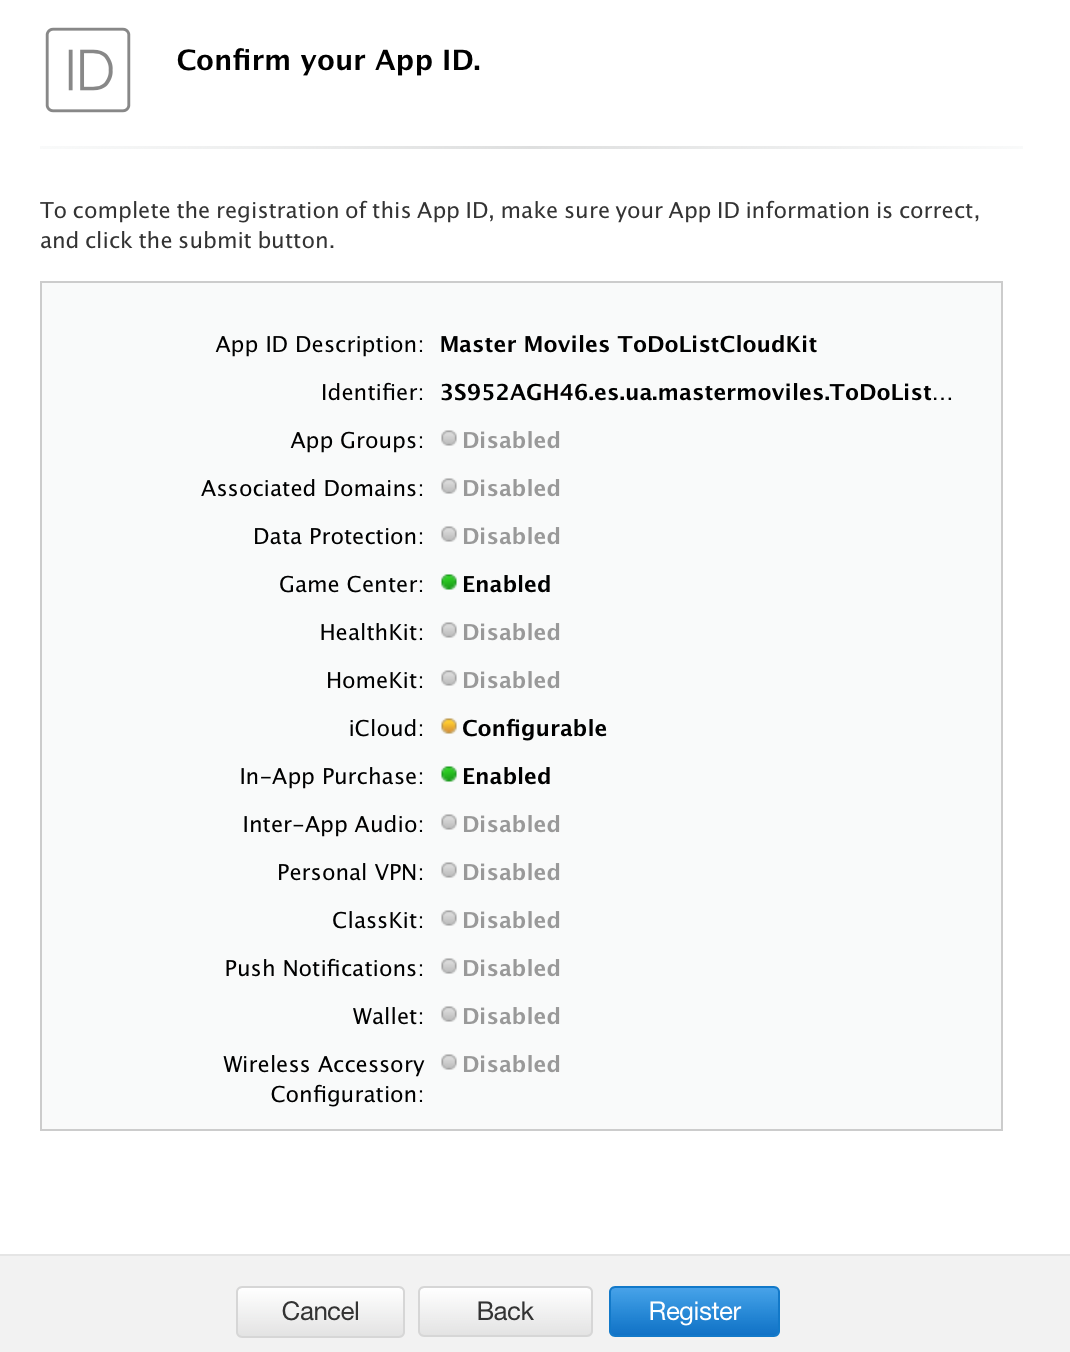 ID
Confirm your App ID.
To complete the registration of this App ID, make sure your App ID information is correct,
and click the submit button.
App ID Description: Master Moviles ToDoListCloudKit
Identifier: 3S952AGH46.es.ua.mastermoviles.ToDoList...
App Groups: Disabled
Associated Domains: Disabled
Data Protection: Disabled
Game Center: Enabled
HealthKit: Disabled
HomeKit: Disabled
iCloud: Configurable
In-App Purchase: Enabled
Inter-App Audio: Disabled
Personal VPN: Disabled
ClassKit: Disabled
Push Notifications: Disabled
Wallet: Disabled
Wireless Accessory Disabled
Configuration:
Cancel Back Register